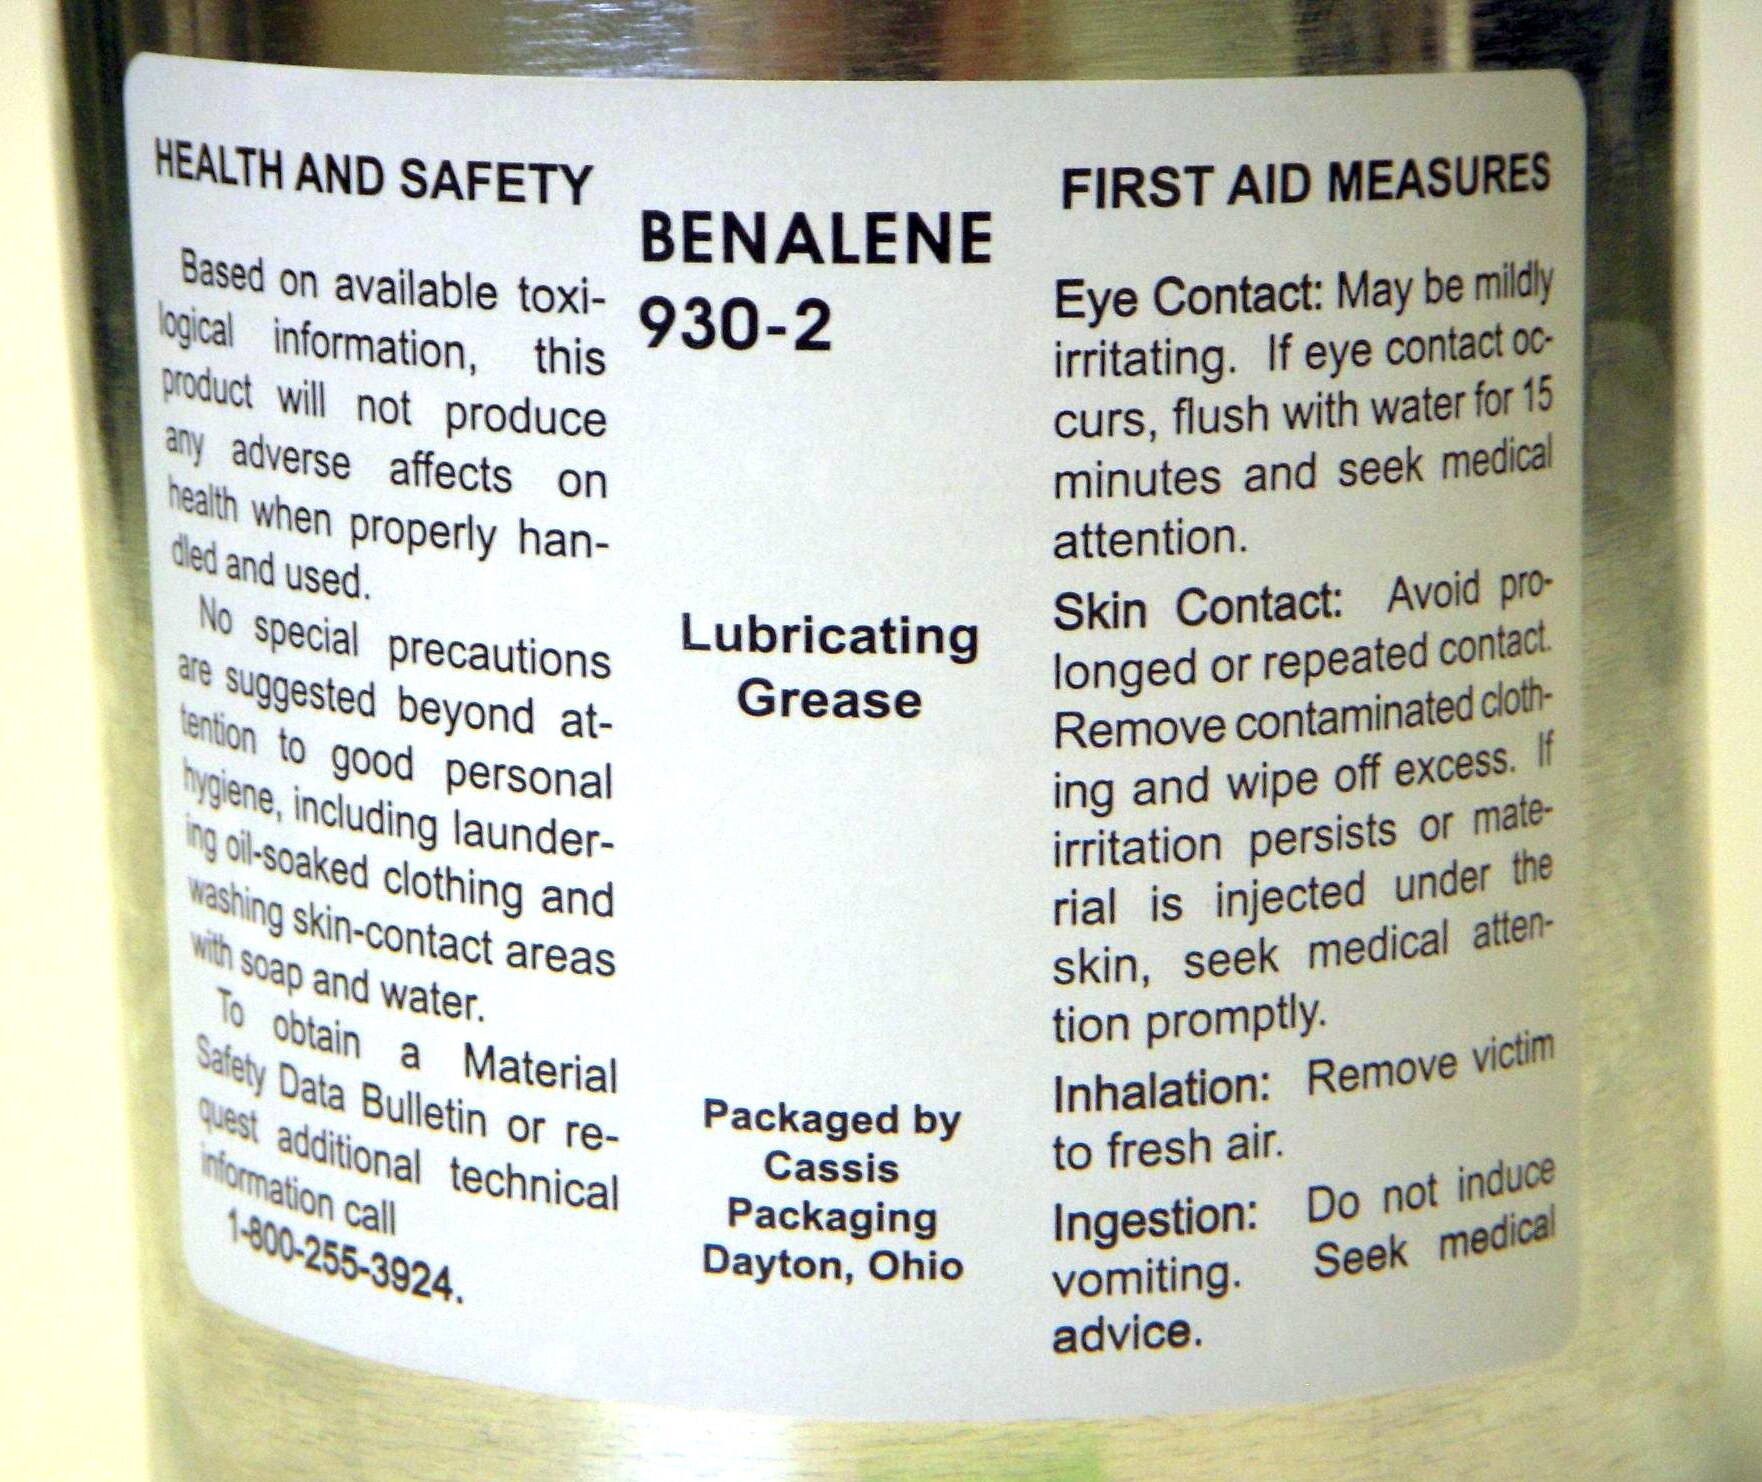 HEALTH AND SAFETY
Based on available toxi-
logical information, this
product will not produce
any adverse affects on
health when properly han-
dled and used.
No special precautions
are suggested beyond at-
tention to good personal
hygiene, including launder-
ing oil-soaked clothing and
washing skin-contact areas
with soap and water.
To obtain a Material
Safety Data Bulletin or re-
quest additional technical
information call
1-800-255-3924.
BENALENE
930-2
Lubricating
Grease
Packaged by
Cassis
Packaging
Dayton, Ohio
FIRST AID MEASURES
Eye Contact: May be mildly
irritating. If eye contact oc-
curs, flush with water for 15
minutes and seek medical
attention.
Skin Contact: Avoid pro-
longed or repeated contact.
Remove contaminated cloth-
ing and wipe off excess. If
irritation persists or mate-
rial is injected under the
skin, seek medical atten-
tion promptly.
Inhalation: Remove victim
to fresh air.
Ingestion: Do not induce
vomiting. Seek medical
advice.